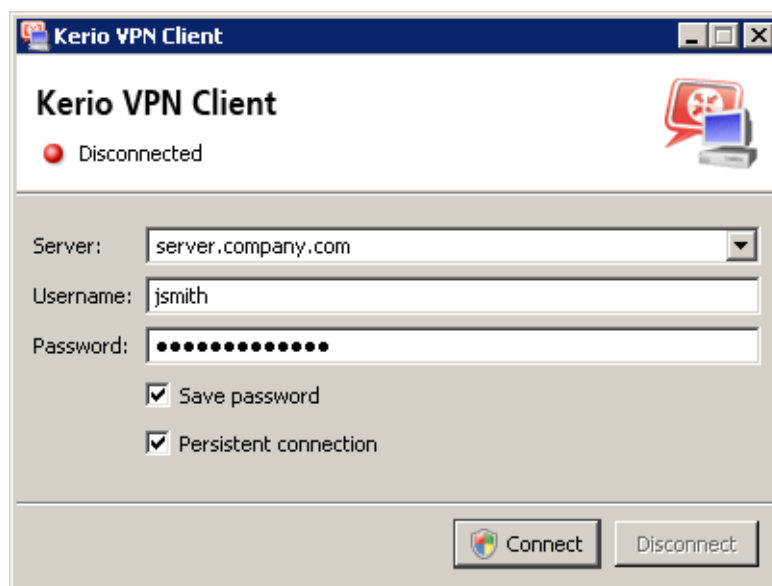 Kerio VPN Client
Kerio VPN Client
Disconnected
Server: server.company.com
Username: jsmith
Password: •••••••••••••
Save password
Persistent connection
Connect Disconnect